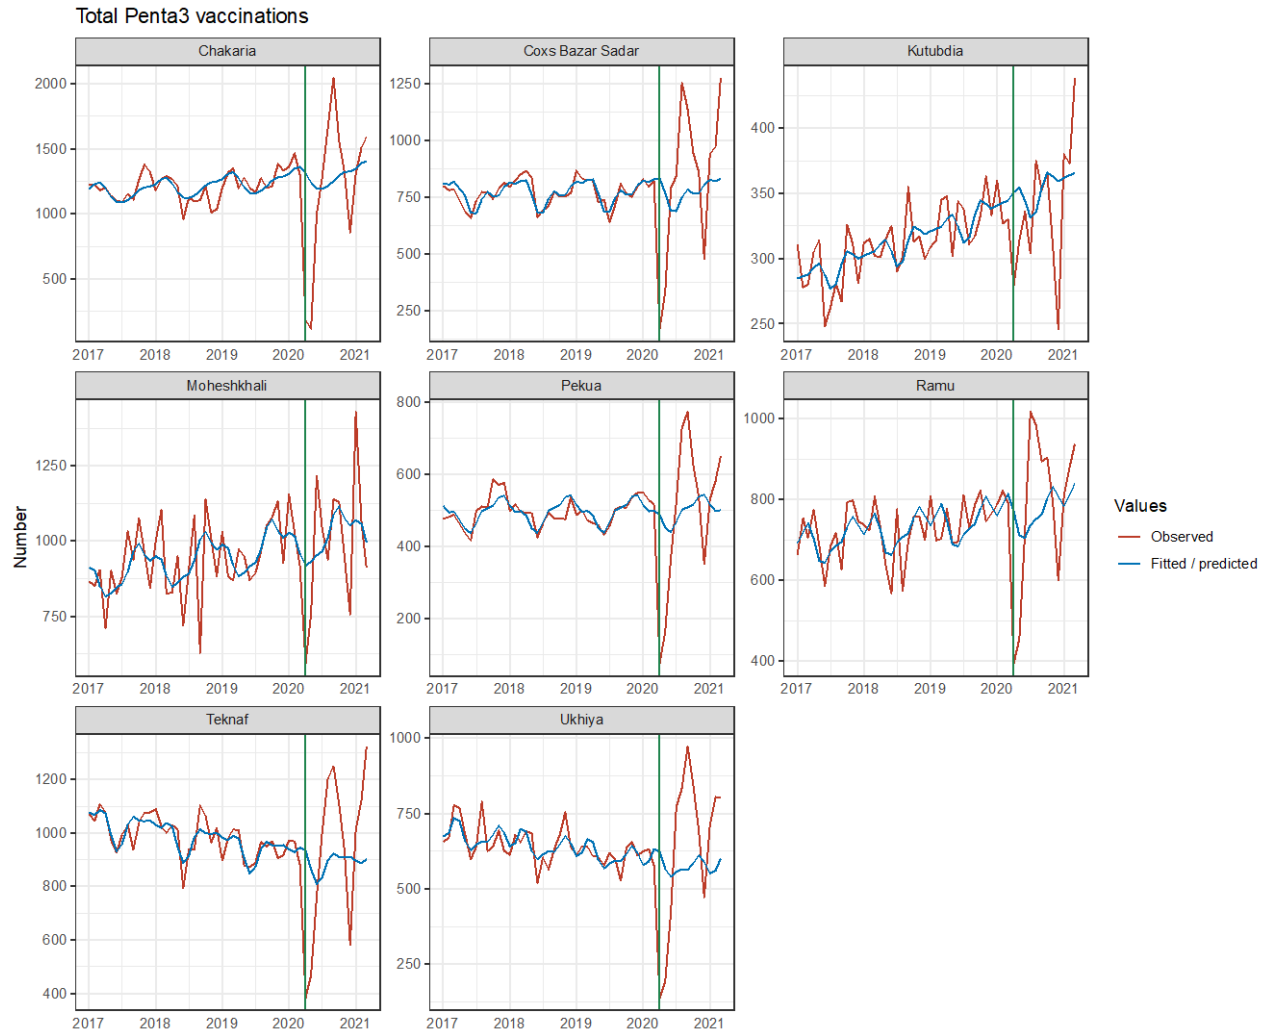 Total Penta3 vaccinations
Chakaria
Coxs Bazar Sadar
Kutubdia
2000
1500
1000
500
1250
1000
750
500
250
400
350
300
250
2017 2018 2019 2020 2021
2017 2018 2019 2020 2021
2017 2018 2019 2020 2021
Moheshkhali
Pekua
Ramu
Number
1250
1000
750
800
600
400
200
1000
800
600
400
2017 2018 2019 2020 2021
2017 2018 2019 2020 2021
2017 2018 2019 2020 2021
Values
Observed
Fitted / predicted
Teknaf
Ukhiya
1200
1000
800
600
400
1000
750
500
250
2017 2018 2019 2020 2021
2017 2018 2019 2020 2021